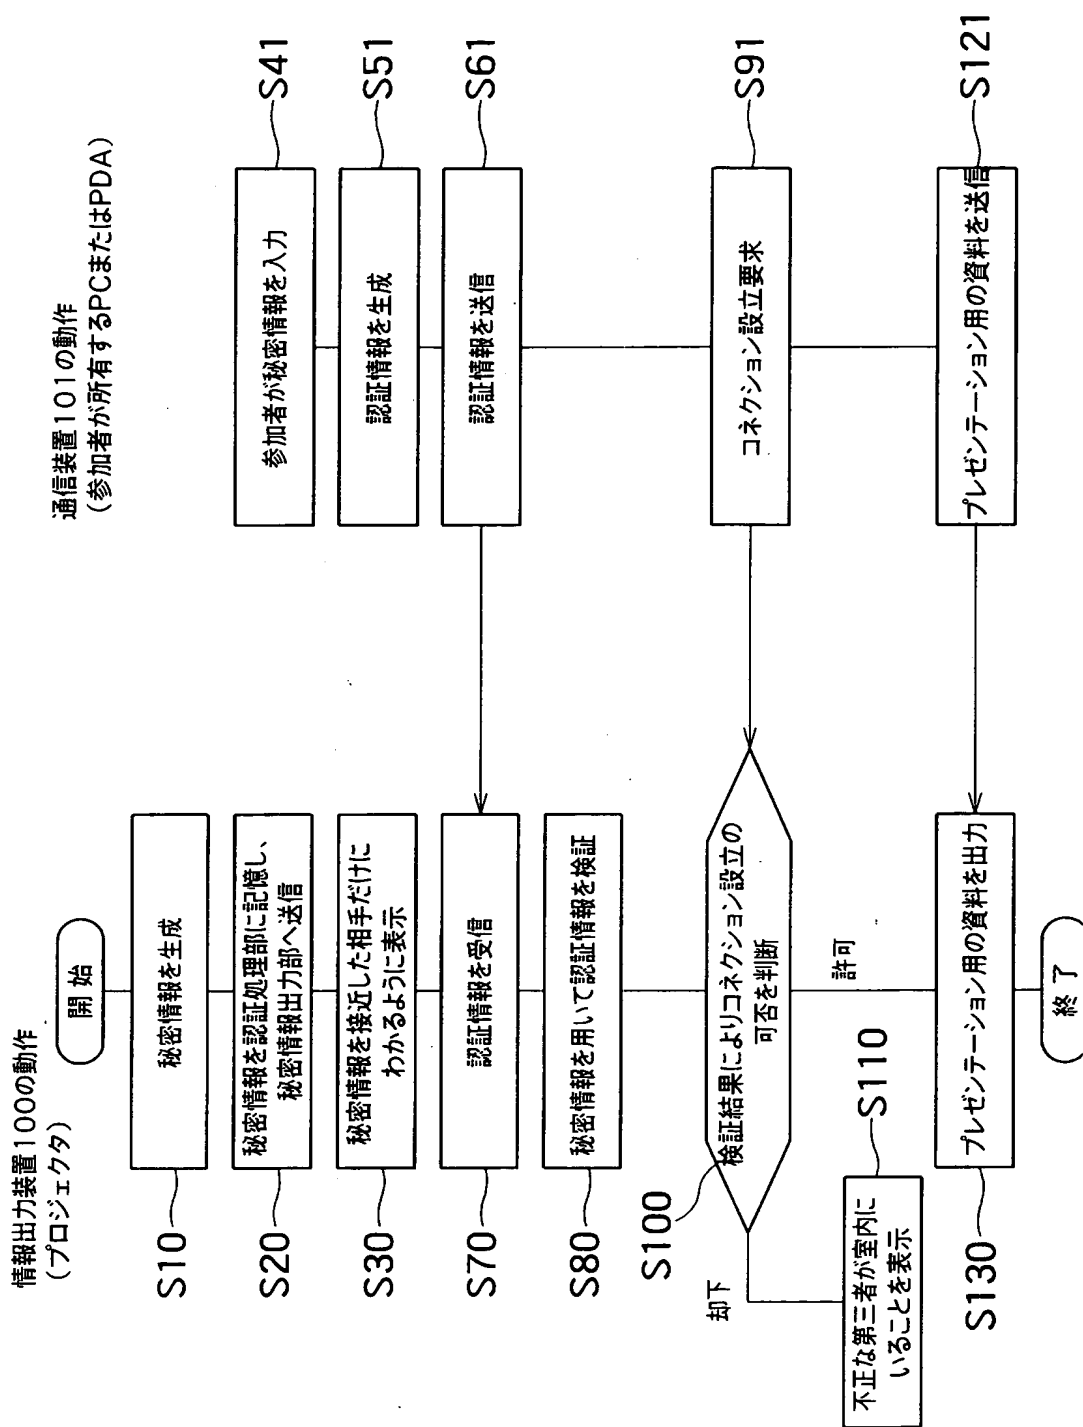 情報出力装置100の動作
（プロジェクタ）
通信装置101の動作
（参加者が所有するPCまたはPDA）
開始
秘密情報を生成
S10
秘密情報を認証処理部に記憶し、
秘密情報出力部へ送信
S20
参加者が秘密情報を入力
S41
秘密情報を接近した相手だけに
わかるように表示
S30
認証情報を生成
S51
認証情報を受信
S70
認証情報を送信
S61
秘密情報を用いて認証情報を検証
S80
S100
検証結果によりコネクション設立の
可否を判断
コネクション設立要求
S91
却下
許可
不正な第三者が室内に
いることを表示
S110
プレゼンテーション用の資料を出力
S130
プレゼンテーション用の資料を送信
S121
終了